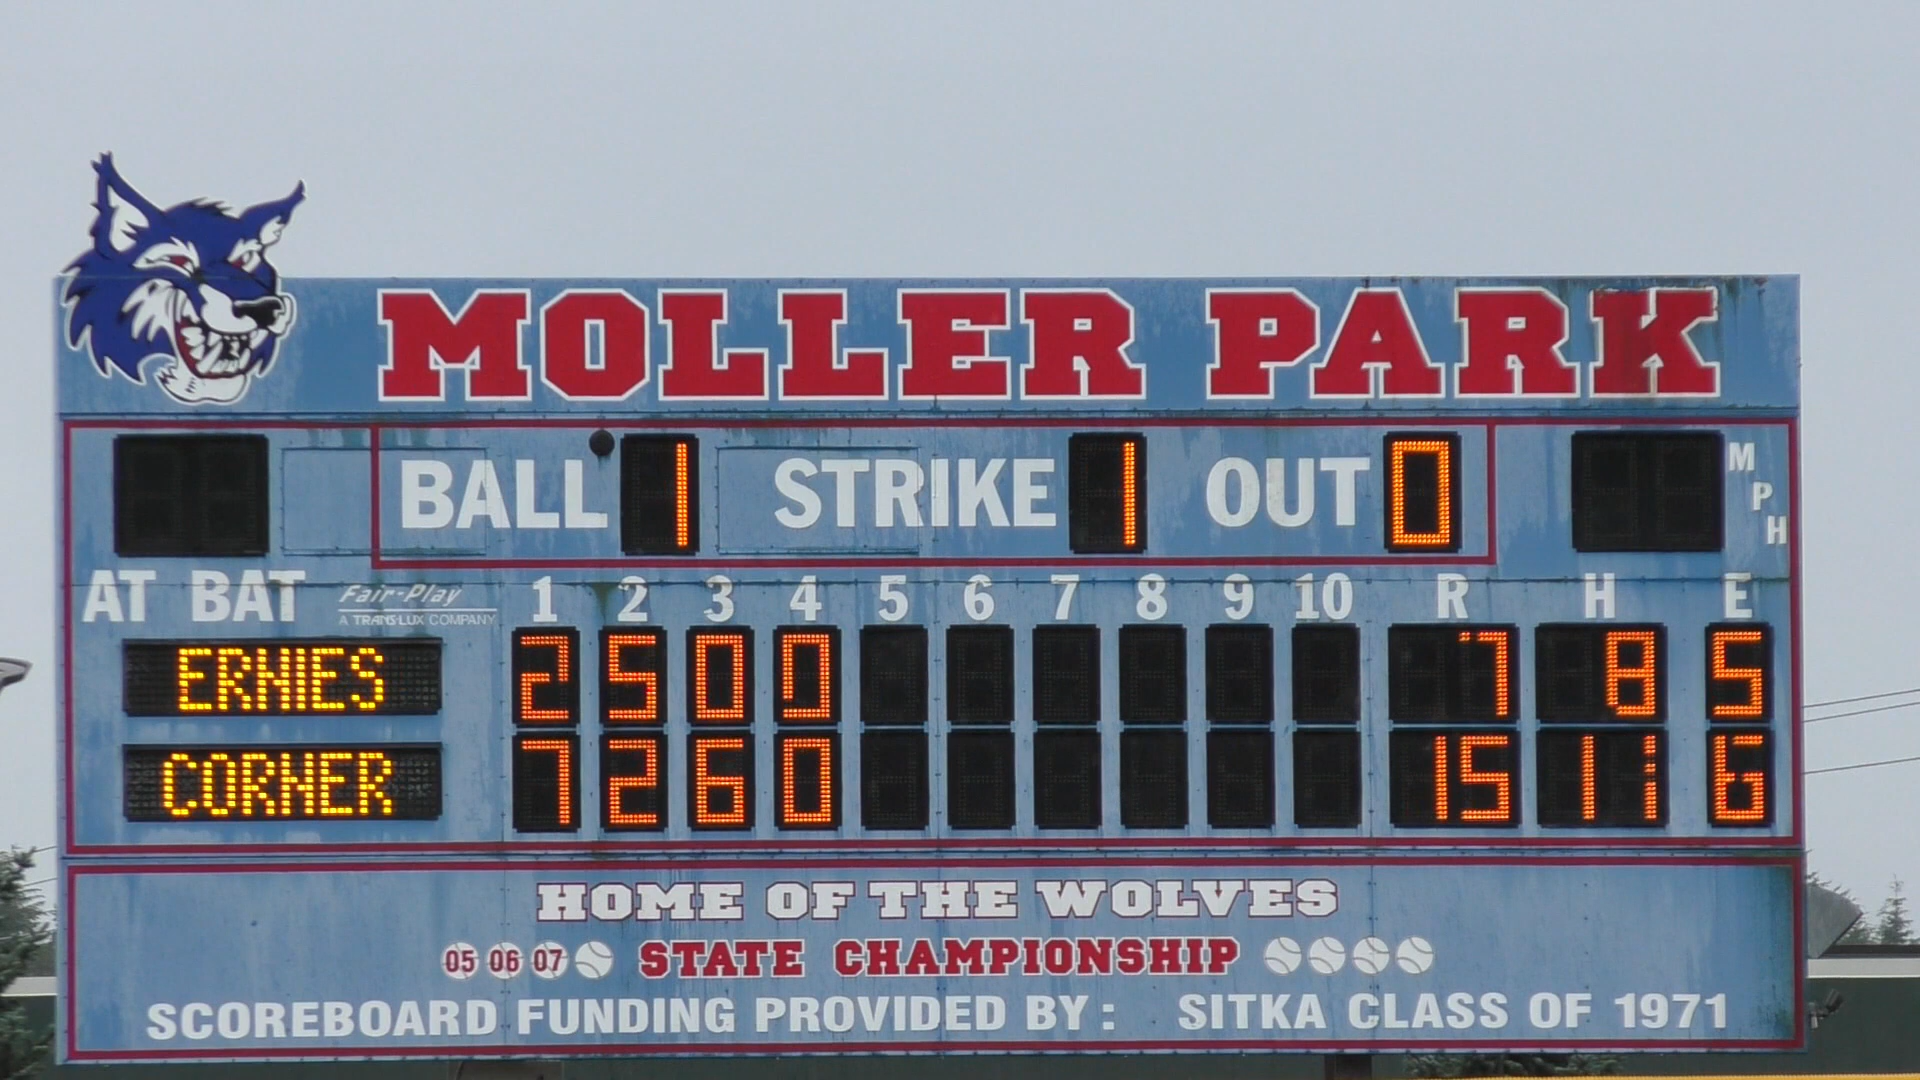 MOLLER PARK
BALL 1 STRIKE 1 OUT 0 MPH
AT BAT Fair-Play 1 2 3 4 5 6 7 8 9 10 R H E
A TRANS-LUX COMPANY
ERNIES 2 5 0 0 7 8 5
CORNER 7 2 6 0 15 11 6
HOME OF THE WOLVES
05 06 07 STATE CHAMPIONSHIP
SCOREBOARD FUNDING PROVIDED BY: SITKA CLASS OF 1971